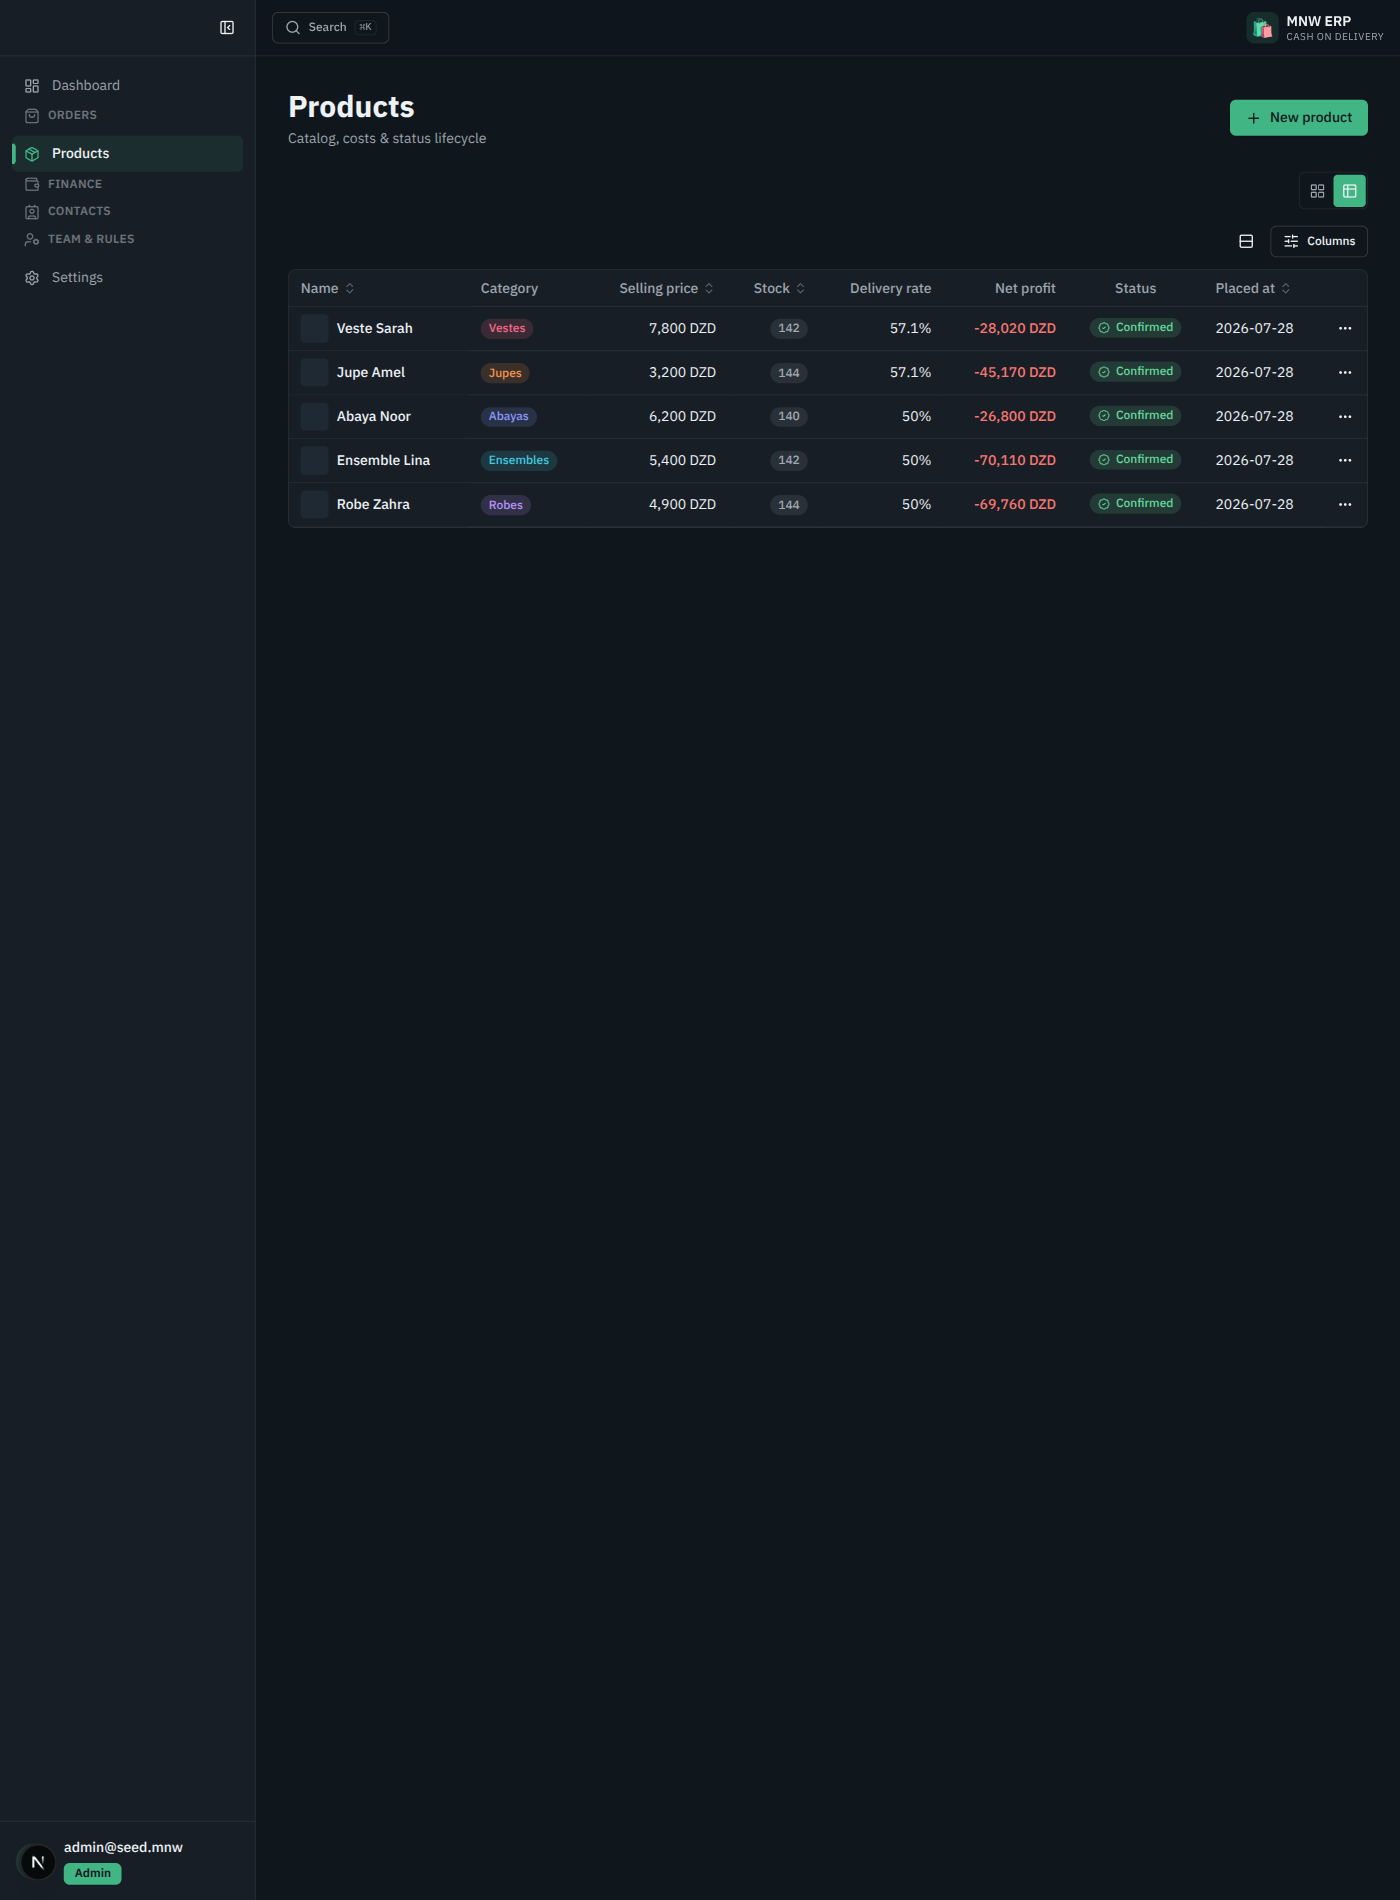 Search ⌘K
MNW ERP
CASH ON DELIVERY
Dashboard
ORDERS
Products
FINANCE
CONTACTS
TEAM & RULES
Settings
Products
Catalog, costs & status lifecycle
New product
Columns
Name Category Selling price Stock Delivery rate Net profit Status Placed at
Veste Sarah Vestes 7,800 DZD 142 57.1% -28,020 DZD Confirmed 2026-07-28
Jupe Amel Jupes 3,200 DZD 144 57.1% -45,170 DZD Confirmed 2026-07-28
Abaya Noor Abayas 6,200 DZD 140 50% -26,800 DZD Confirmed 2026-07-28
Ensemble Lina Ensembles 5,400 DZD 142 50% -70,110 DZD Confirmed 2026-07-28
Robe Zahra Robes 4,900 DZD 144 50% -69,760 DZD Confirmed 2026-07-28
N
admin@seed.mnw
Admin